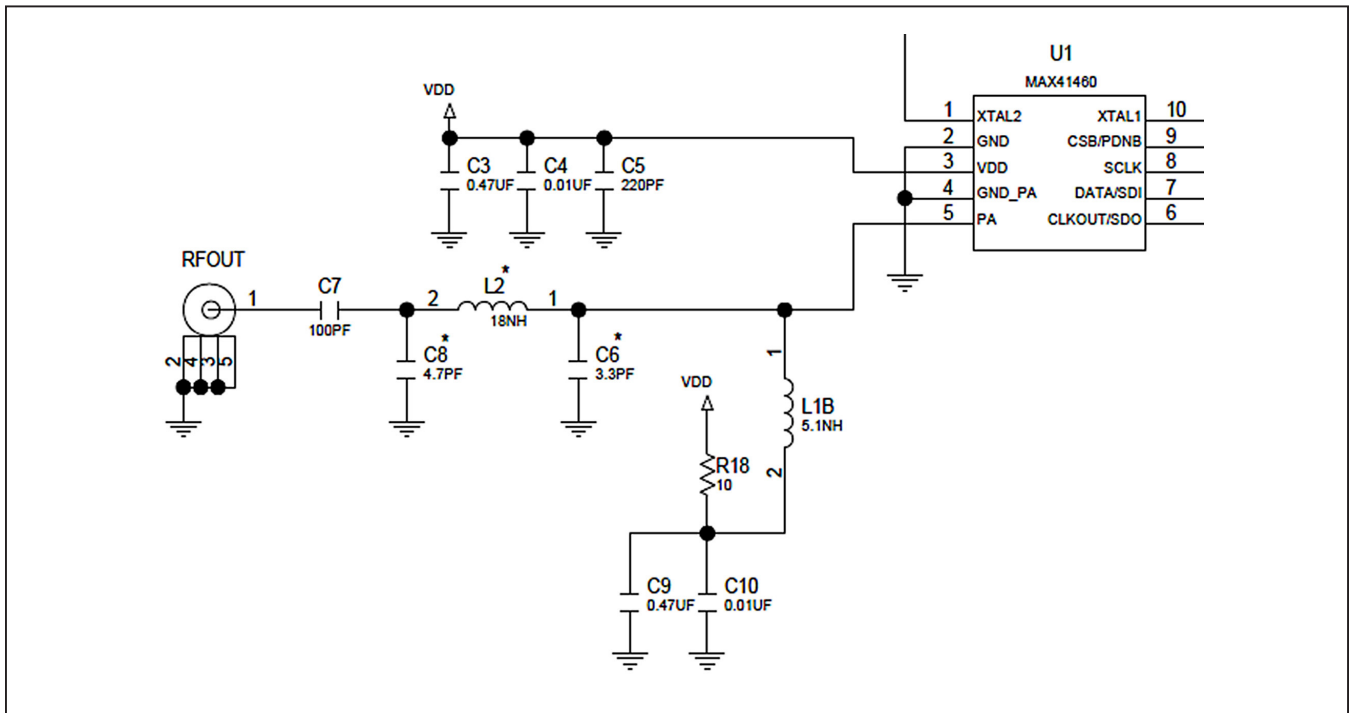 U1
MAX41460
VDD
1 XTAL2 XTAL1 10
2 GND CSB/PDNB 9
3 VDD SCLK 8
4 GND_PA DATA/SDI 7
5 PA CLKOUT/SDO 6
C3
0.47UF
C4
0.01UF
C5
220PF
RFOUT
1
2
4
3
5
C7
100PF
2 L2* 1
18NH
C8*
4.7PF
C6*
3.3PF
VDD
1
L1B
5.1NH
2
R18
10
C9
0.47UF
C10
0.01UF